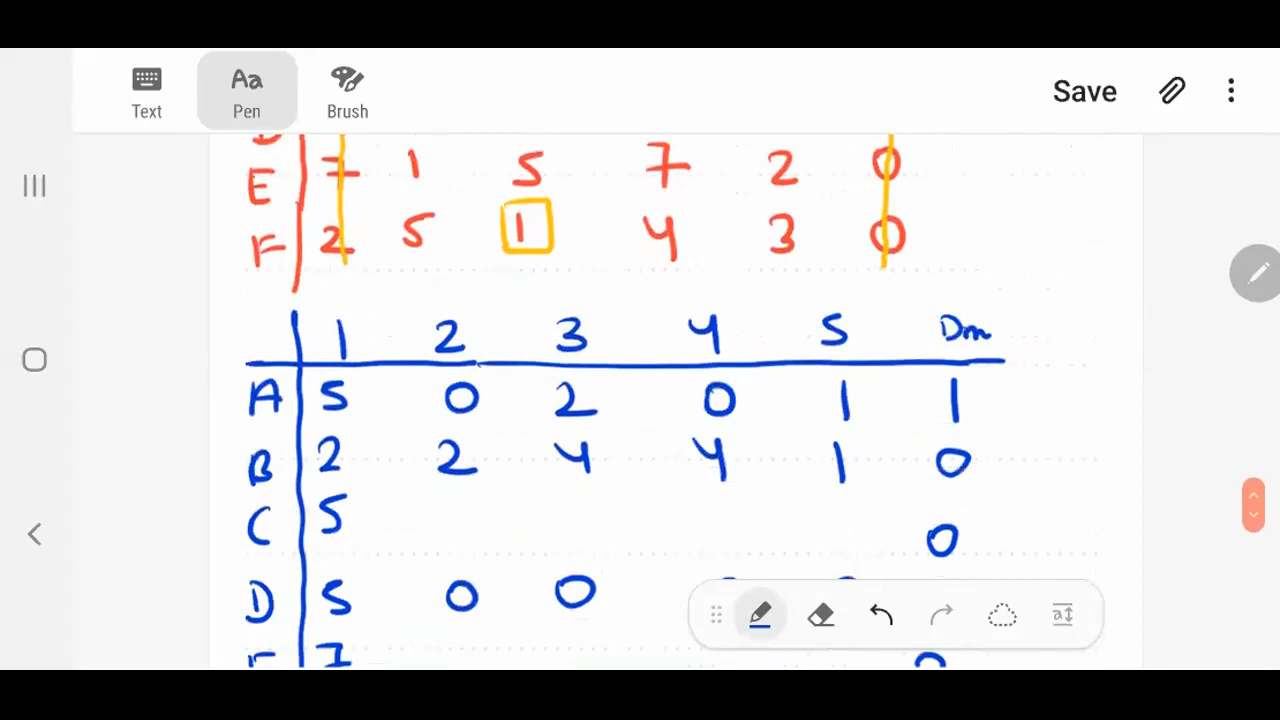 Aa
Text Pen Brush Save
E 7 1 5 7 2 0
F 2 5 1 4 3 0
1 2 3 4 5 Dm
A 5 0 2 0 1 1
B 2 2 4 4 1 0
C 5 0
D 5 0 0
7